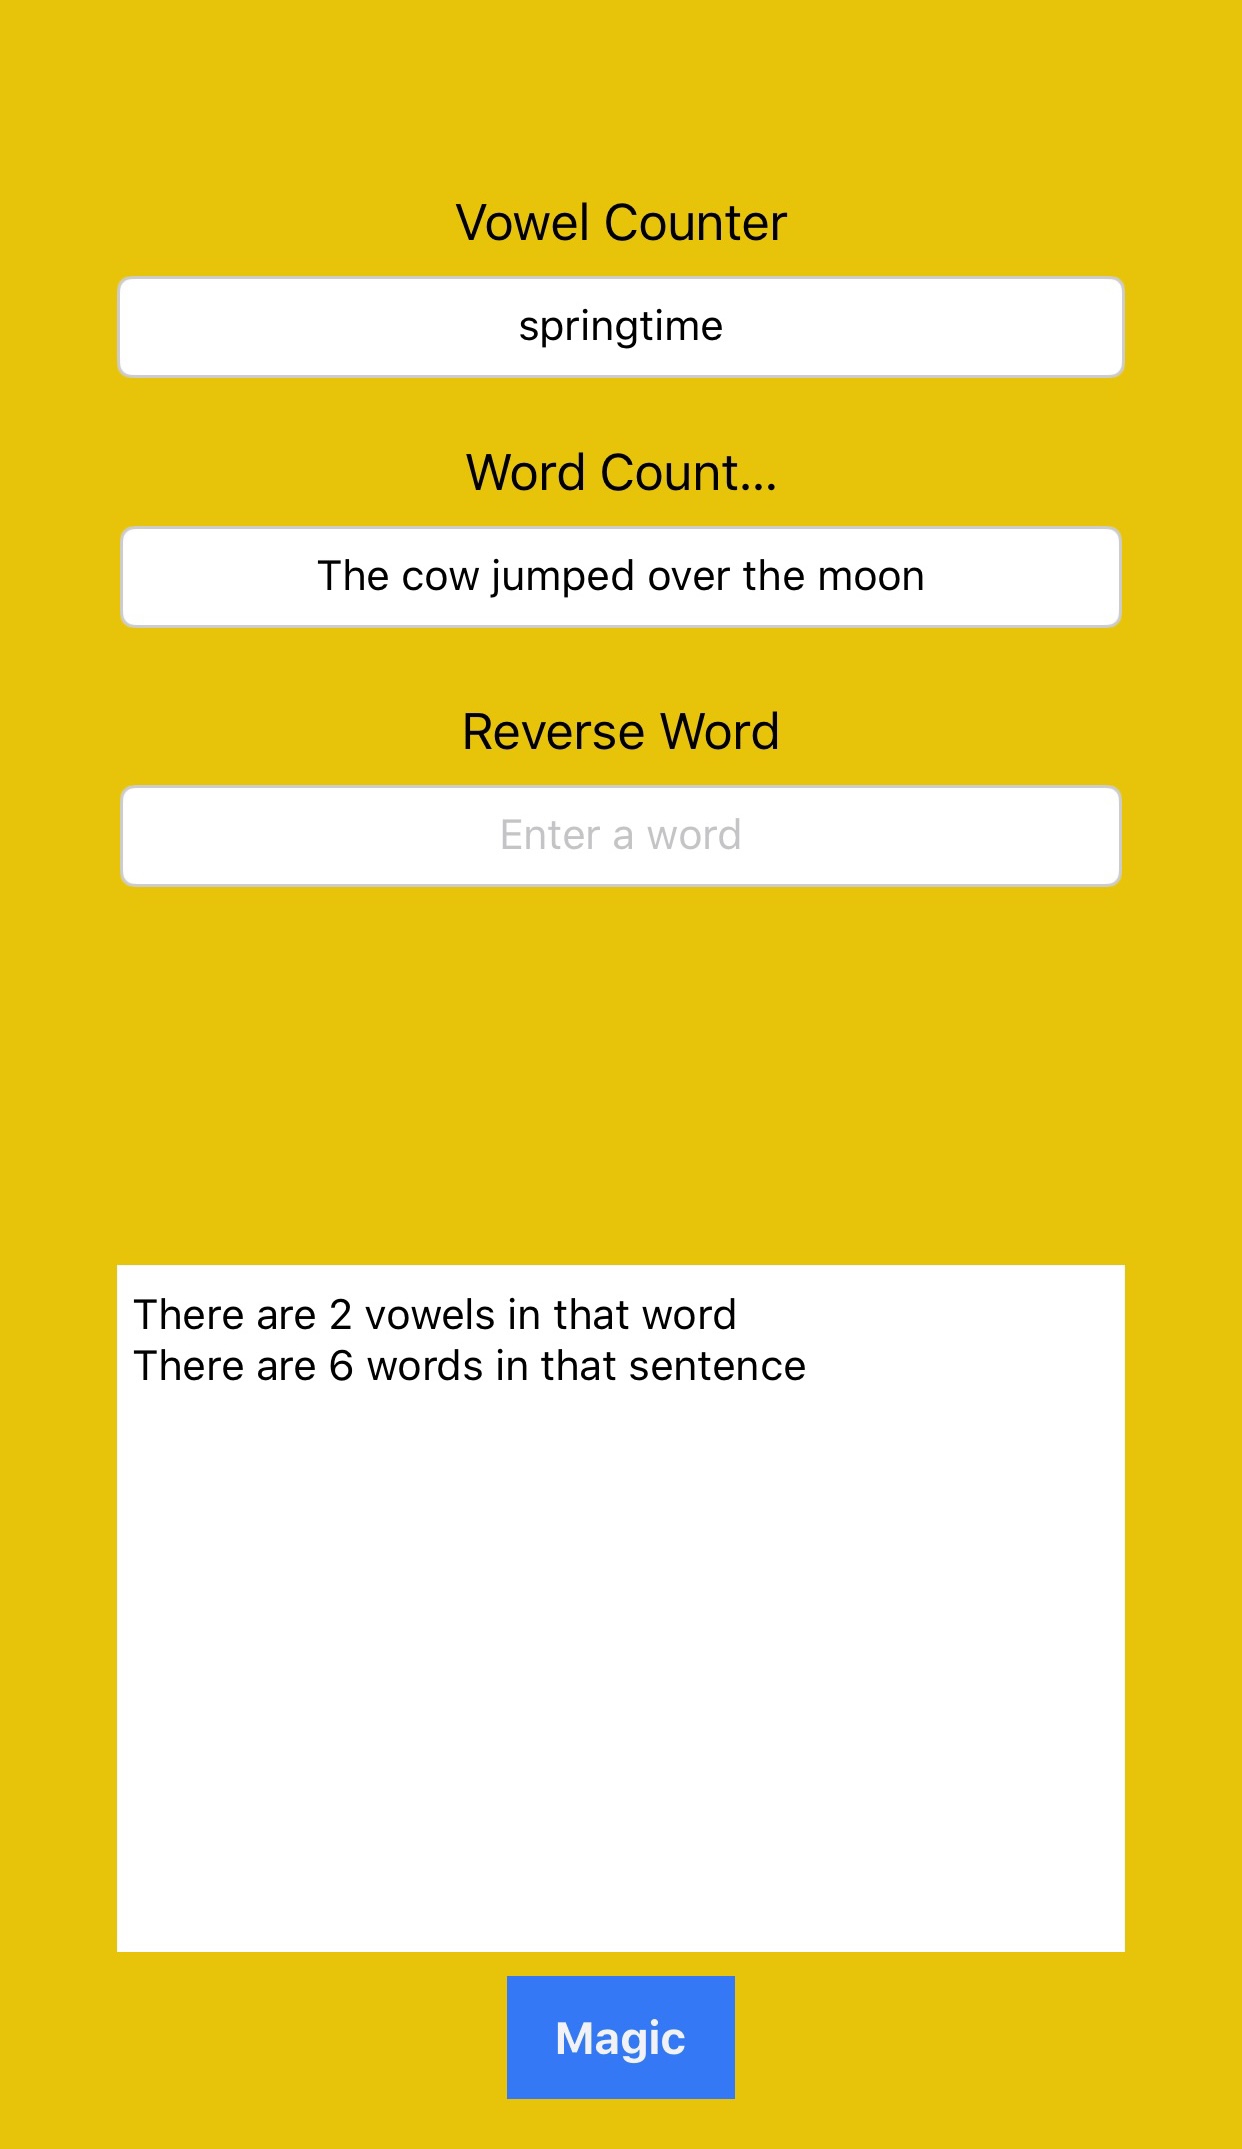 Vowel Counter
springtime
Word Count...
The cow jumped over the moon
Reverse Word
Enter a word
There are 2 vowels in that word
There are 6 words in that sentence
Magic